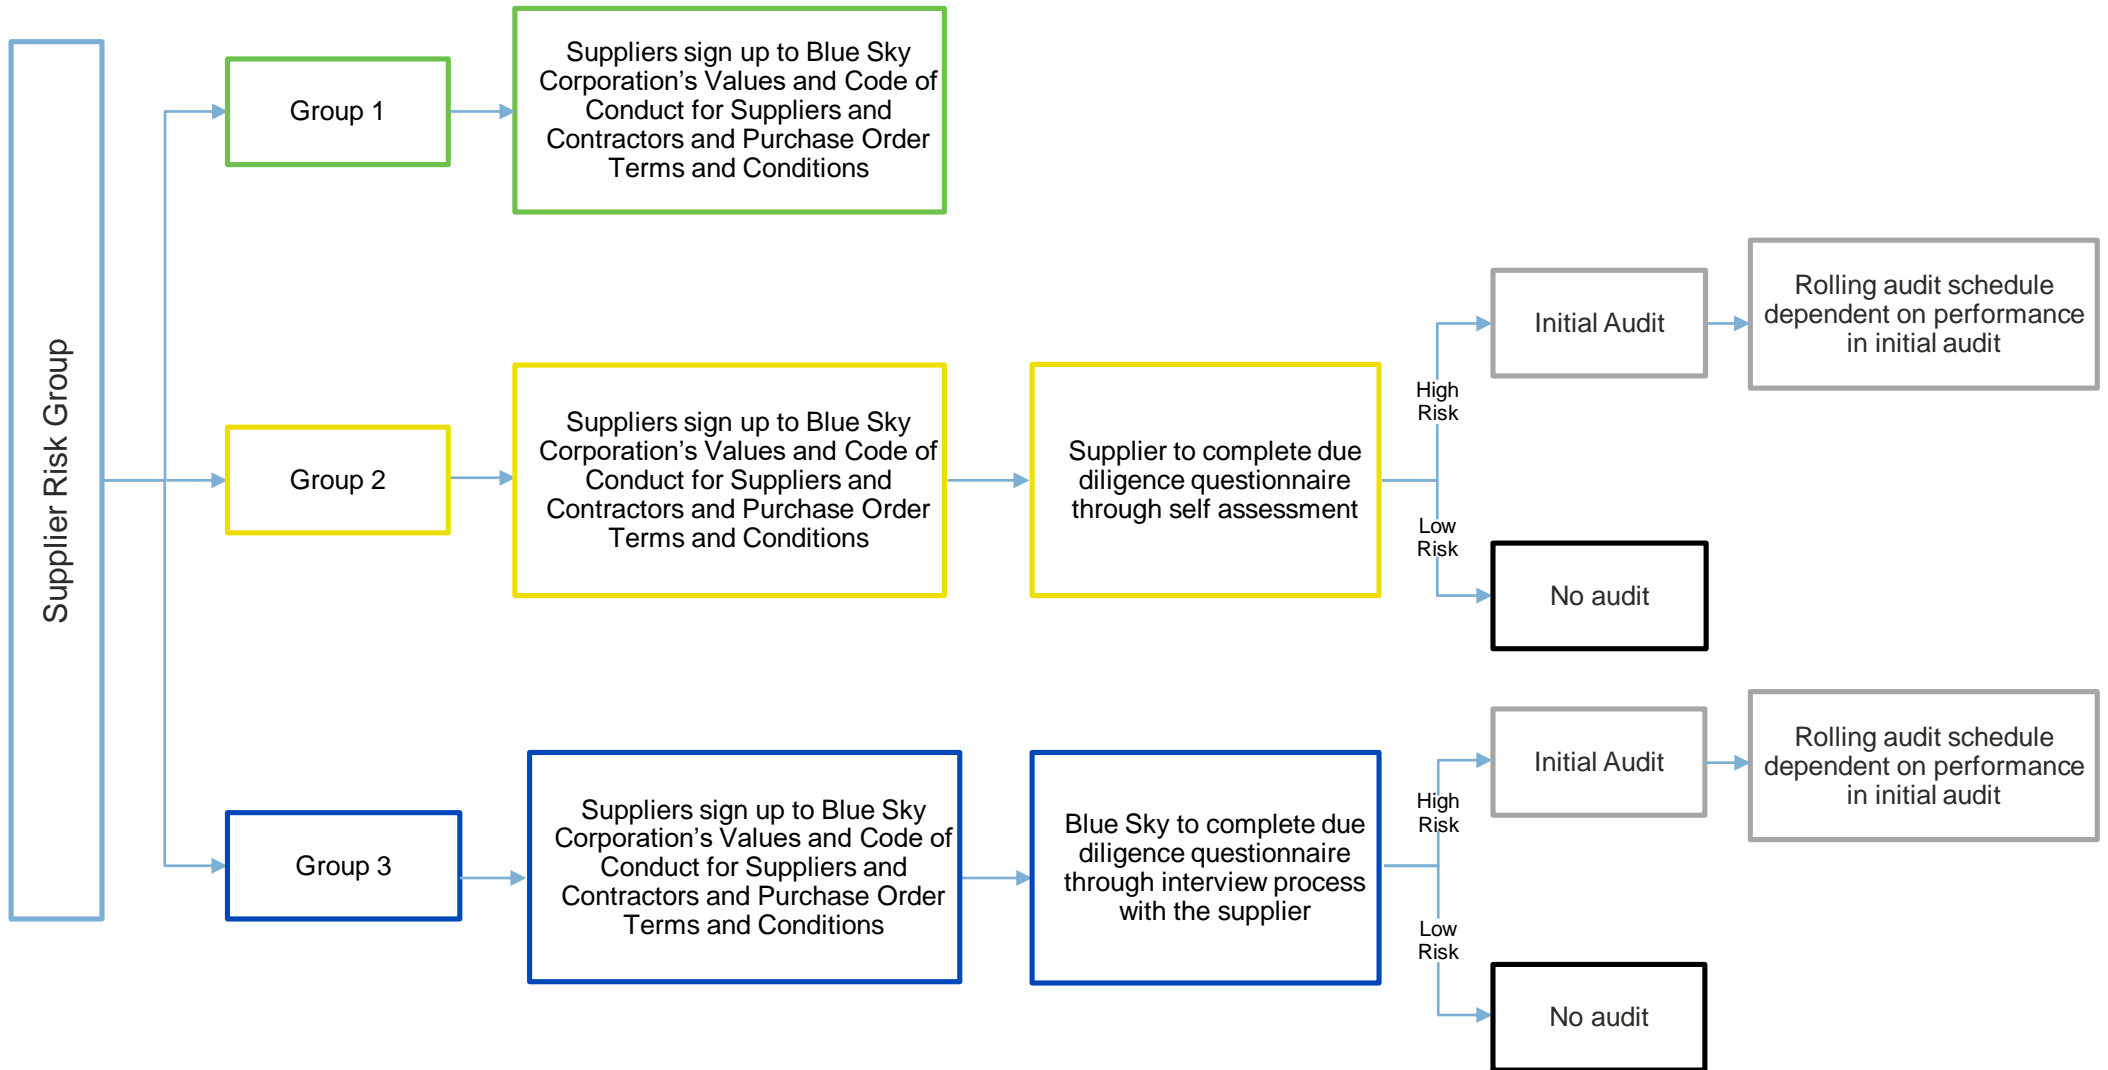 Supplier Risk Group
Group 1
Suppliers sign up to Blue Sky
Corporation’s Values and Code of
Conduct for Suppliers and
Contractors and Purchase Order
Terms and Conditions
Group 2
Suppliers sign up to Blue Sky
Corporation’s Values and Code of
Conduct for Suppliers and
Contractors and Purchase Order
Terms and Conditions
Supplier to complete due
diligence questionnaire
through self assessment
High
Risk
Initial Audit
Rolling audit schedule
dependent on performance
in initial audit
Low
Risk
No audit
Group 3
Suppliers sign up to Blue Sky
Corporation’s Values and Code of
Conduct for Suppliers and
Contractors and Purchase Order
Terms and Conditions
Blue Sky to complete due
diligence questionnaire
through interview process
with the supplier
High
Risk
Initial Audit
Rolling audit schedule
dependent on performance
in initial audit
Low
Risk
No audit